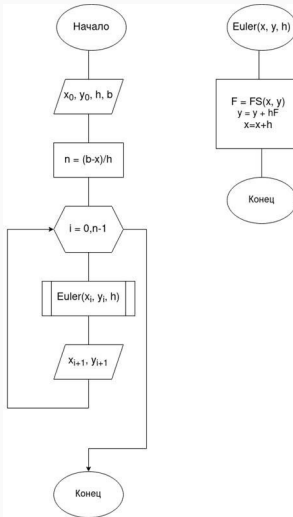 Начало
x₀, y₀, h, b
n = (b-x)/h
i = 0,n-1
Euler(xᵢ, yᵢ, h)
xᵢ₊₁, yᵢ₊₁
Конец
Euler(x, y, h)
F = FS(x, y)
y = y + hF
x=x+h
Конец